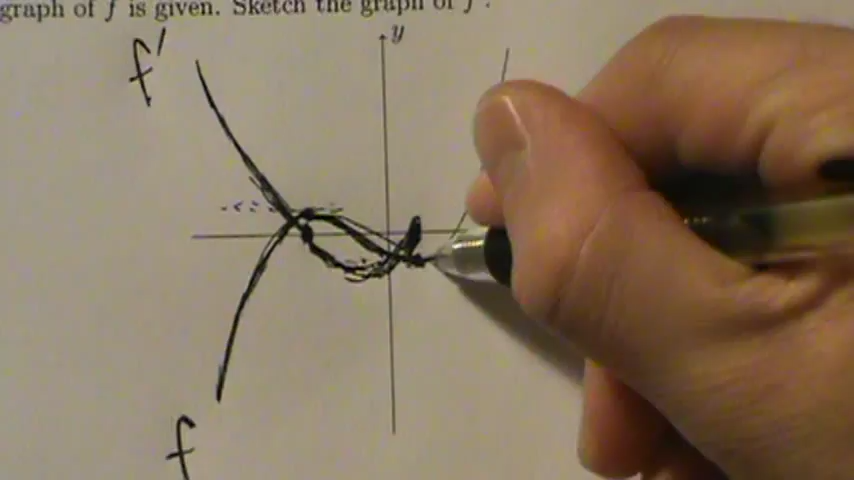 graph of f is given. Sketch the graph of f'.
f'
y
f